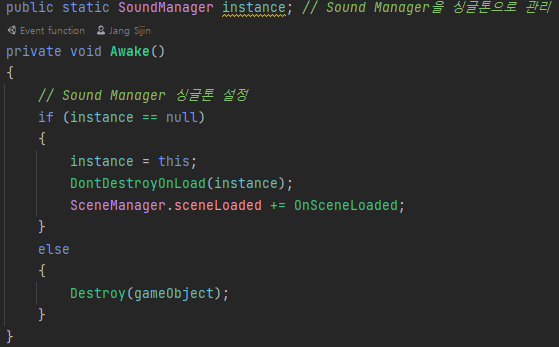 public static SoundManager instance; // Sound Manager을 싱글톤으로 관리
Event function Jang Sijin
private void Awake()
{
    // Sound Manager 싱글톤 설정
    if (instance == null)
    {
        instance = this;
        DontDestroyOnLoad(instance);
        SceneManager.sceneLoaded += OnSceneLoaded;
    }
    else
    {
        Destroy(gameObject);
    }
}